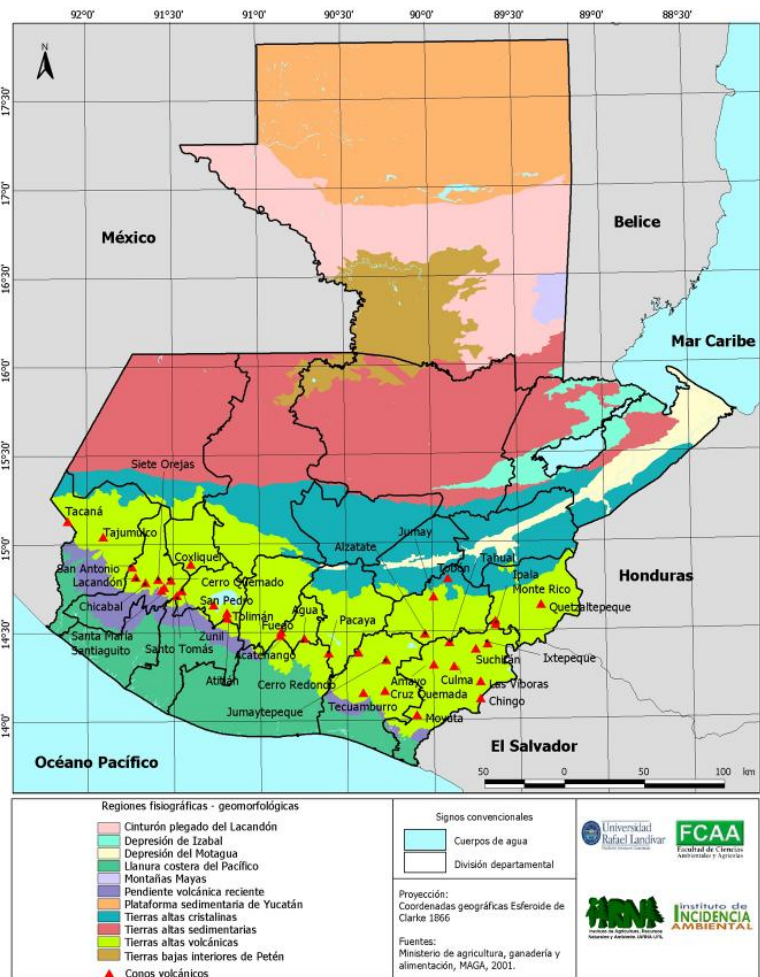 92°0' 91°30' 91°0' 90°30' 90°0' 89°30' 89°0' 88°30'
N
17°30'
17°0'
México
Belice
16°30'
Mar Caribe
16°0'
15°30'
Siete Orejas
Tacaná
Jumay
Tajumulco
Alzatate
15°0'
Coxliquel
Tobón
Tahual
San Antonio
Ipala
Honduras
Lacandón
Cerro Quemado
Monte Rico
Chicabal
San Pedro
Agua
Quetzaltepeque
Tolimán
Pacaya
14°30'
Santa María
Zunil
Fuego
Santiaguito
Santo Tomás
Acatenango
Suchitán
Ixtepeque
Atitlán
Cerro Redondo
Amayo
Culma
Las Víboras
Cruz Quemada
Jumaytepeque
Tecuamburro
Chingo
14°0'
Moyuta
El Salvador
Océano Pacífico
50 0 50 100 km
Regiones fisiográficas - geomorfológicas
Cinturón plegado del Lacandón
Depresión de Izabal
Depresión del Motagua
Llanura costera del Pacífico
Montañas Mayas
Pendiente volcánica reciente
Plataforma sedimentaria de Yucatán
Tierras altas cristalinas
Tierras altas sedimentarias
Tierras altas volcánicas
Tierras bajas interiores de Petén
Conos volcánicos
Signos convencionales
Cuerpos de agua
División departamental
Proyección:
Coordenadas geográficas Esferoide de
Clarke 1866
Fuentes:
Ministerio de agricultura, ganadería y
alimentación, MAGA, 2001.
Universidad
Rafael Landívar
FCAA
Facultad de Ciencias
Ambientales y Agrícolas
IARNA
Instituto de Agricultura, Recursos
Naturales y Ambiente IARNA-URL
instituto de
INCIDENCIA
AMBIENTAL